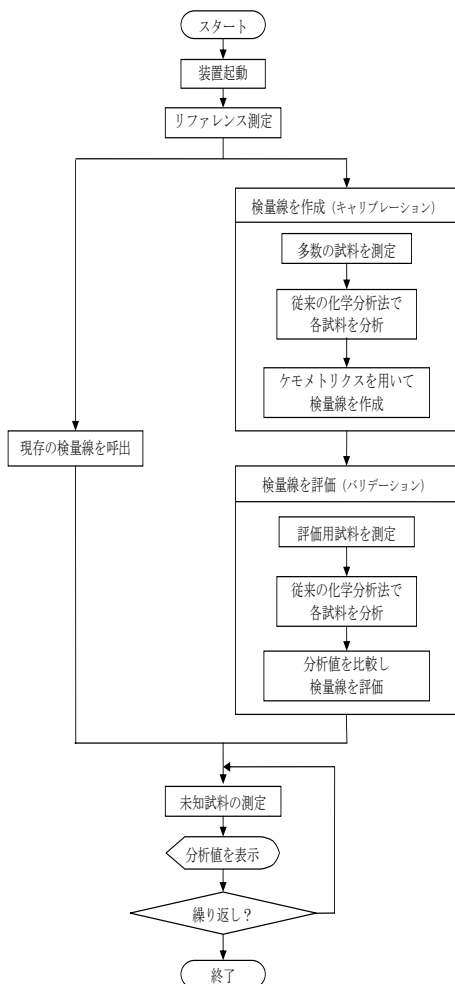 スタート
装置起動
リファレンス測定
検量線を作成（キャリブレーション）
多数の試料を測定
従来の化学分析法で
各試料を分析
ケモメトリクスを用いて
検量線を作成
現存の検量線を呼出
検量線を評価（バリデーション）
評価用試料を測定
従来の化学分析法で
各試料を分析
分析値を比較し
検量線を評価
未知試料の測定
分析値を表示
繰り返し？
終了